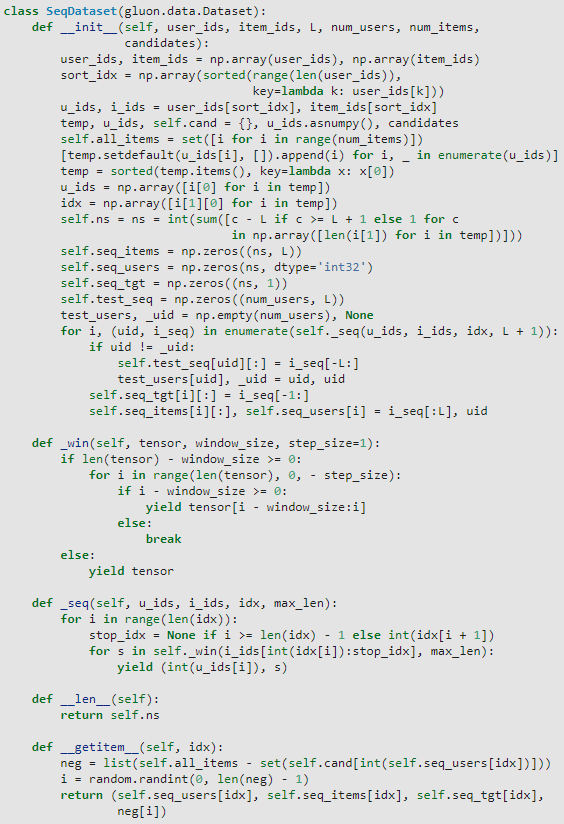 class SeqDataset(gluon.data.Dataset):
    def __init__(self, user_ids, item_ids, L, num_users, num_items,
                 candidates):
        user_ids, item_ids = np.array(user_ids), np.array(item_ids)
        sort_idx = np.array(sorted(range(len(user_ids)),
                                   key=lambda k: user_ids[k]))
        u_ids, i_ids = user_ids[sort_idx], item_ids[sort_idx]
        temp, u_ids, self.cand = {}, u_ids.asnumpy(), candidates
        self.all_items = set([i for i in range(num_items)])
        [temp.setdefault(u_ids[i], []).append(i) for i, _ in enumerate(u_ids)]
        temp = sorted(temp.items(), key=lambda x: x[0])
        u_ids = np.array([i[0] for i in temp])
        idx = np.array([i[1][0] for i in temp])
        self.ns = ns = int(sum([c - L if c >= L + 1 else 1 for c
                                in np.array([len(i[1]) for i in temp])]))
        self.seq_items = np.zeros((ns, L))
        self.seq_users = np.zeros(ns, dtype='int32')
        self.seq_tgt = np.zeros((ns, 1))
        self.test_seq = np.zeros((num_users, L))
        test_users, _uid = np.empty(num_users), None
        for i, (uid, i_seq) in enumerate(self._seq(u_ids, i_ids, idx, L + 1)):
            if uid != _uid:
                self.test_seq[uid][:] = i_seq[-L:]
                test_users[uid], _uid = uid, uid
            self.seq_tgt[i][:] = i_seq[-1:]
            self.seq_items[i][:], self.seq_users[i] = i_seq[:L], uid

    def _win(self, tensor, window_size, step_size=1):
        if len(tensor) - window_size >= 0:
            for i in range(len(tensor), 0, - step_size):
                if i - window_size >= 0:
                    yield tensor[i - window_size:i]
                else:
                    break
        else:
            yield tensor

    def _seq(self, u_ids, i_ids, idx, max_len):
        for i in range(len(idx)):
            stop_idx = None if i >= len(idx) - 1 else int(idx[i + 1])
            for s in self._win(i_ids[int(idx[i]):stop_idx], max_len):
                yield (int(u_ids[i]), s)

    def __len__(self):
        return self.ns

    def __getitem__(self, idx):
        neg = list(self.all_items - set(self.cand[int(self.seq_users[idx])]))
        i = random.randint(0, len(neg) - 1)
        return (self.seq_users[idx], self.seq_items[idx], self.seq_tgt[idx],
                neg[i])